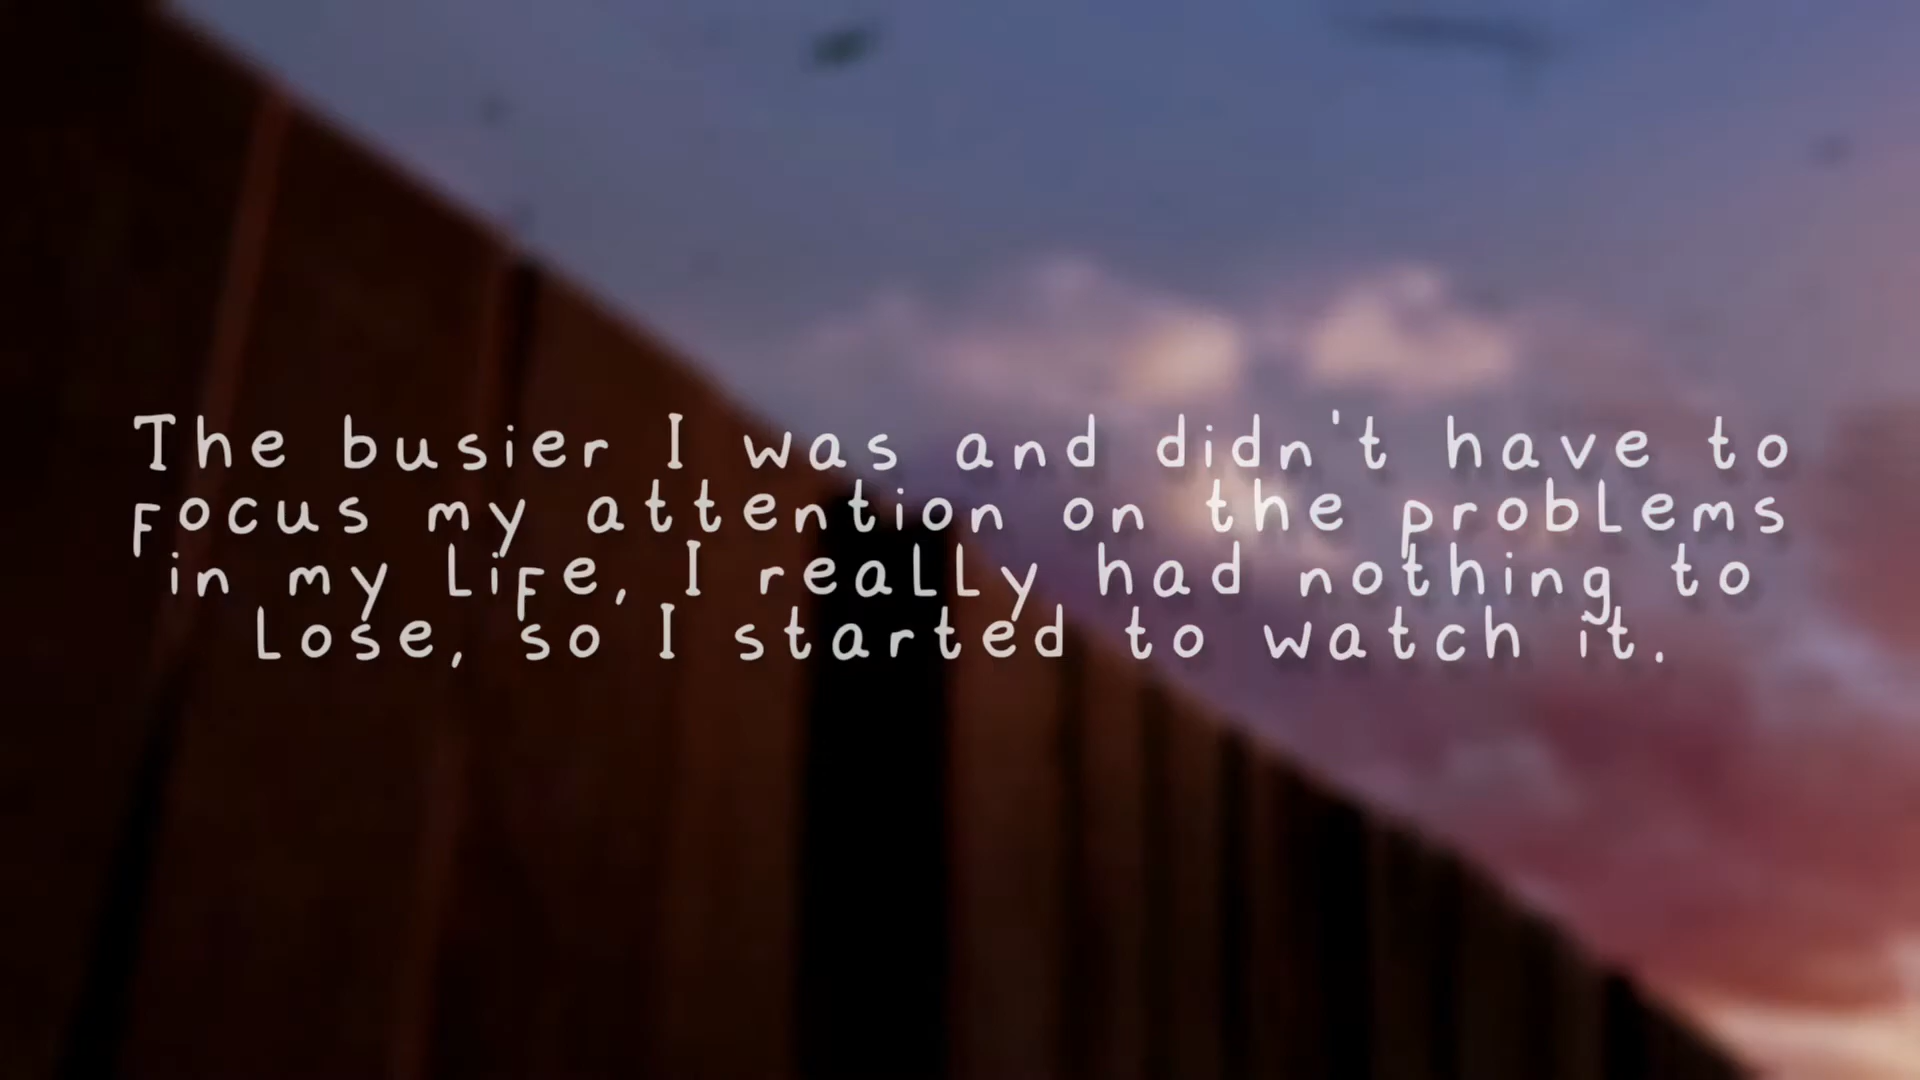 The busier I was and didn't have to
focus my attention on the problems
in my life, I really had nothing to
lose, so I started to watch it.